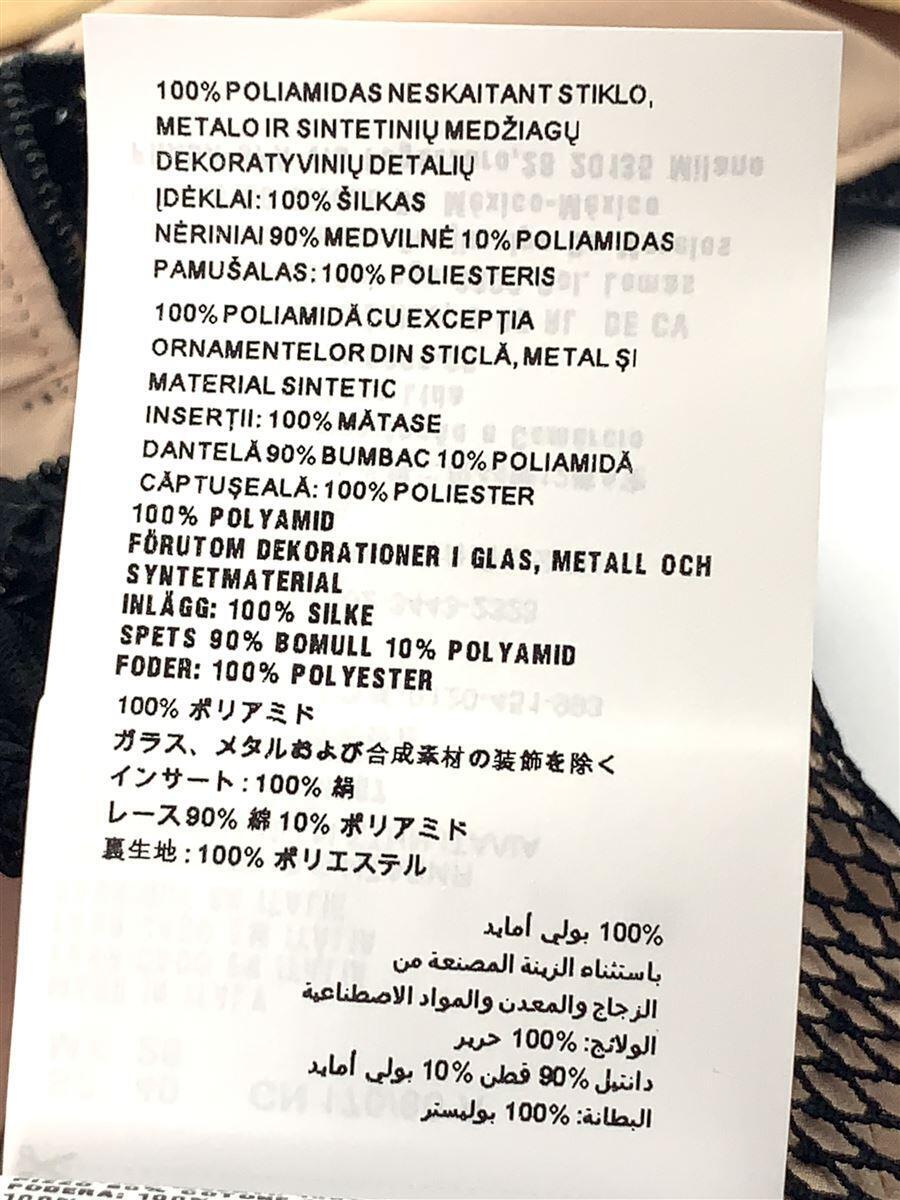 100% POLIAMIDAS NESKAITANT STIKLO,
METALO IR SINTETINIŲ MEDŽIAGŲ
DEKORATYVINIŲ DETALIŲ
ĮDĖKLAI: 100% ŠILKAS
NĖRINIAI 90% MEDVILNĖ 10% POLIAMIDAS
PAMUŠALAS: 100% POLIESTERIS
100% POLIAMIDĂ CU EXCEPȚIA
ORNAMENTELOR DIN STICLĂ, METAL ȘI
MATERIAL SINTETIC
INSERȚII: 100% MĂTASE
DANTELĂ 90% BUMBAC 10% POLIAMIDĂ
CĂPTUȘEALĂ: 100% POLIESTER
100% POLYAMID
FÖRUTOM DEKORATIONER I GLAS, METALL OCH
SYNTETMATERIAL
INLÄGG: 100% SILKE
SPETS 90% BOMULL 10% POLYAMID
FODER: 100% POLYESTER
100% ポリアミド
ガラス、メタルおよび合成素材の装飾を除く
インサート: 100% 絹
レース90% 綿 10% ポリアミド
裏生地: 100% ポリエステル
100% بولي أمايد
باستثناء الزينة المصنعة من
الزجاج والمعدن والمواد الاصطناعية
الولائج: 100% حرير
دانتيل 90% قطن 10% بولي أمايد
البطانة: 100% بوليستر